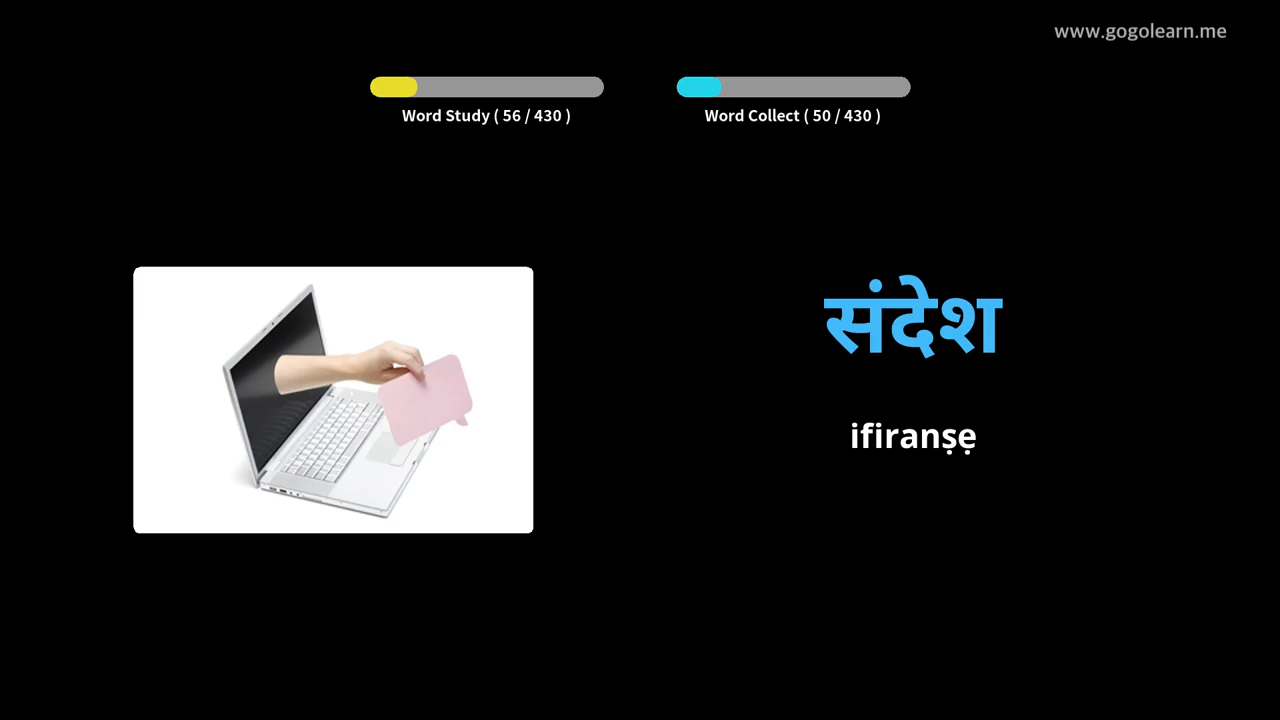 www.gogolearn.me
Word Study ( 56 / 430 )
Word Collect ( 50 / 430 )
संदेश
ifiranṣẹ